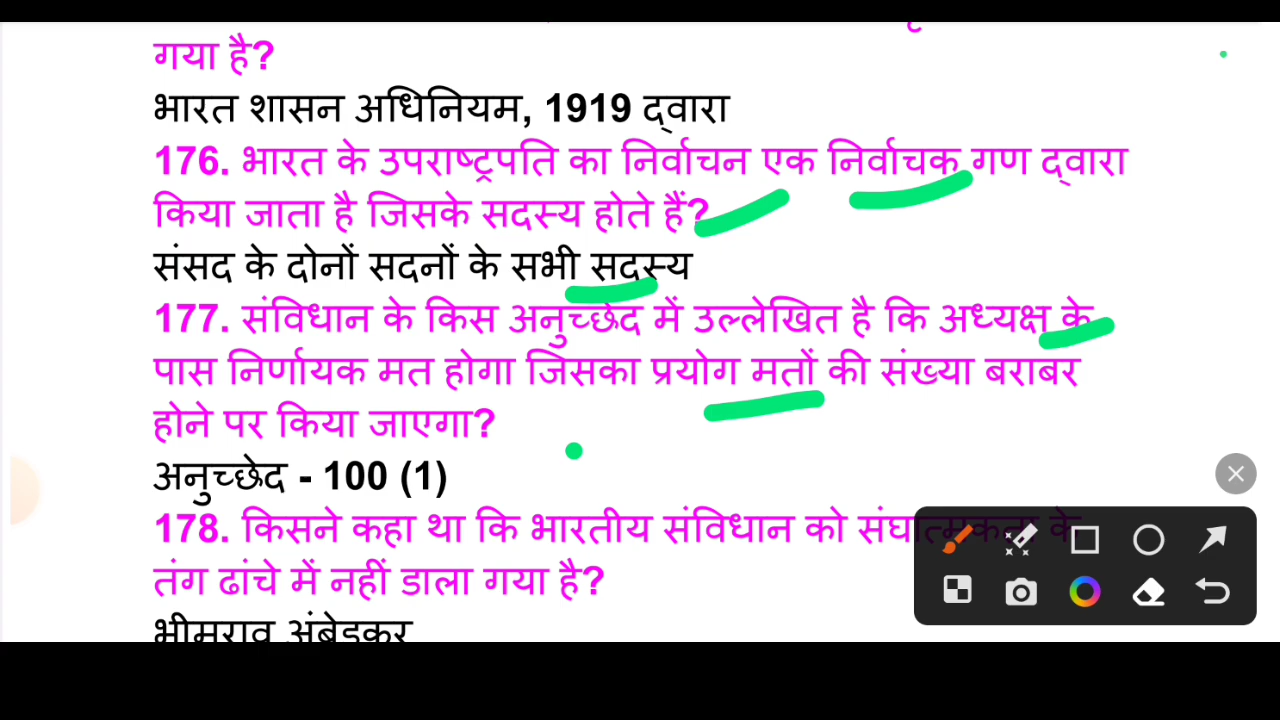 गया है?
भारत शासन अधिनियम, 1919 द्वारा
176. भारत के उपराष्ट्रपति का निर्वाचन एक निर्वाचक गण द्वारा
किया जाता है जिसके सदस्य होते हैं?
संसद के दोनों सदनों के सभी सदस्य
177. संविधान के किस अनुच्छेद में उल्लेखित है कि अध्यक्ष के
पास निर्णायक मत होगा जिसका प्रयोग मतों की संख्या बराबर
होने पर किया जाएगा?
अनुच्छेद - 100 (1)
178. किसने कहा था कि भारतीय संविधान को संघात्मकता के
तंग ढांचे में नहीं डाला गया है?
भीमराव अंबेडकर